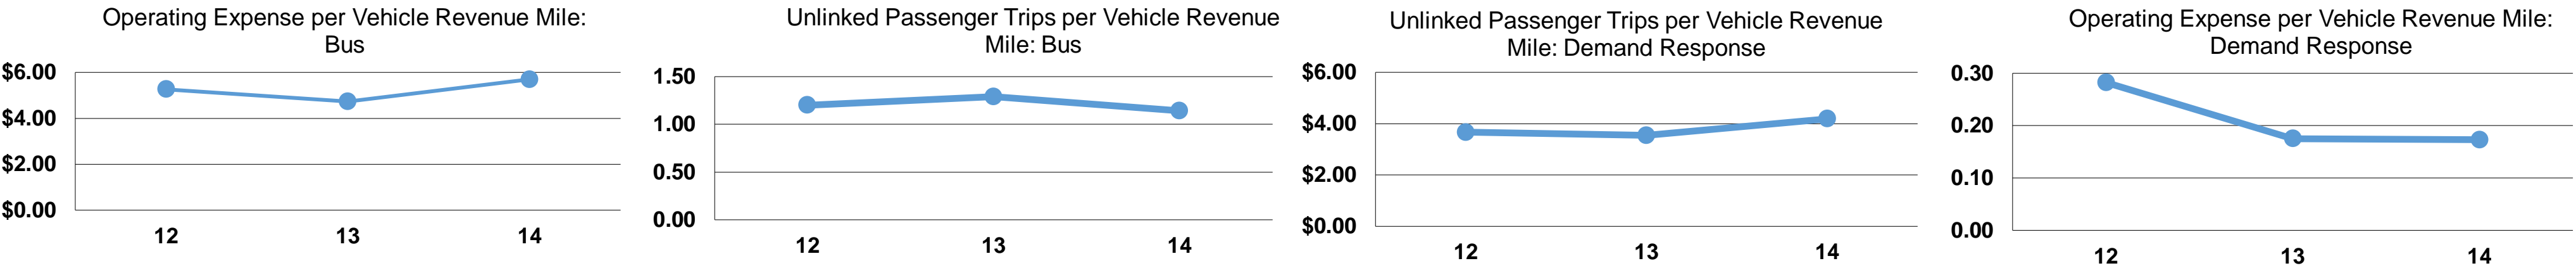 Operating Expense per Vehicle Revenue Mile:
Bus
$6.00
$4.00
$2.00
$0.00
12 13 14
Unlinked Passenger Trips per Vehicle Revenue
Mile: Bus
1.50
1.00
0.50
0.00
12 13 14
Unlinked Passenger Trips per Vehicle Revenue
Mile: Demand Response
$6.00
$4.00
$2.00
$0.00
12 13 14
Operating Expense per Vehicle Revenue Mile:
Demand Response
0.30
0.20
0.10
0.00
12 13 14